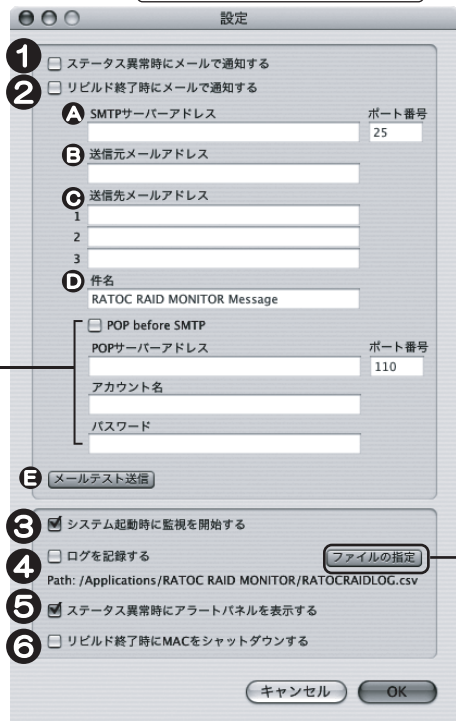 設定
1 ステータス異常時にメールで通知する
2 リビルド終了時にメールで通知する
A SMTPサーバーアドレス ポート番号
25
B 送信元メールアドレス
C 送信先メールアドレス
1
2
3
D 件名
RATOC RAID MONITOR Message
POP before SMTP
POPサーバーアドレス ポート番号
110
アカウント名
パスワード
E メールテスト送信
3 システム起動時に監視を開始する
4 ログを記録する ファイルの指定
Path: /Applications/RATOC RAID MONITOR/RATOCRAIDLOG.csv
5 ステータス異常時にアラートパネルを表示する
6 リビルド終了時にMACをシャットダウンする
キャンセル OK